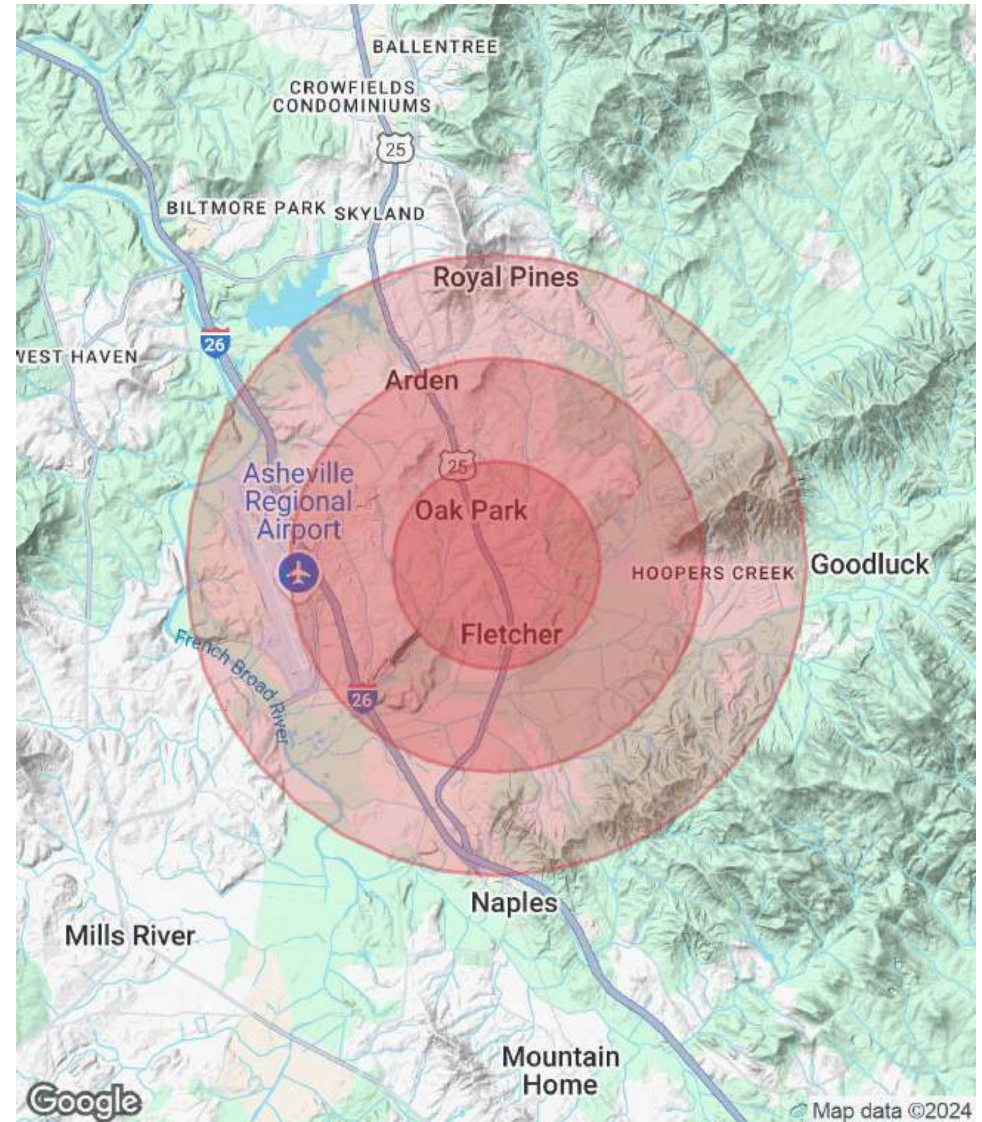 BALLENTREE
CROWFIELDS
CONDOMINIUMS
25
BILTMORE PARK
SKYLAND
Royal Pines
26
WEST HAVEN
Arden
25
Asheville
Regional
Airport
Oak Park
HOOPERS CREEK
Goodluck
Fletcher
French Broad River
26
Naples
Mills River
Mountain
Home
Google
Map data ©2024